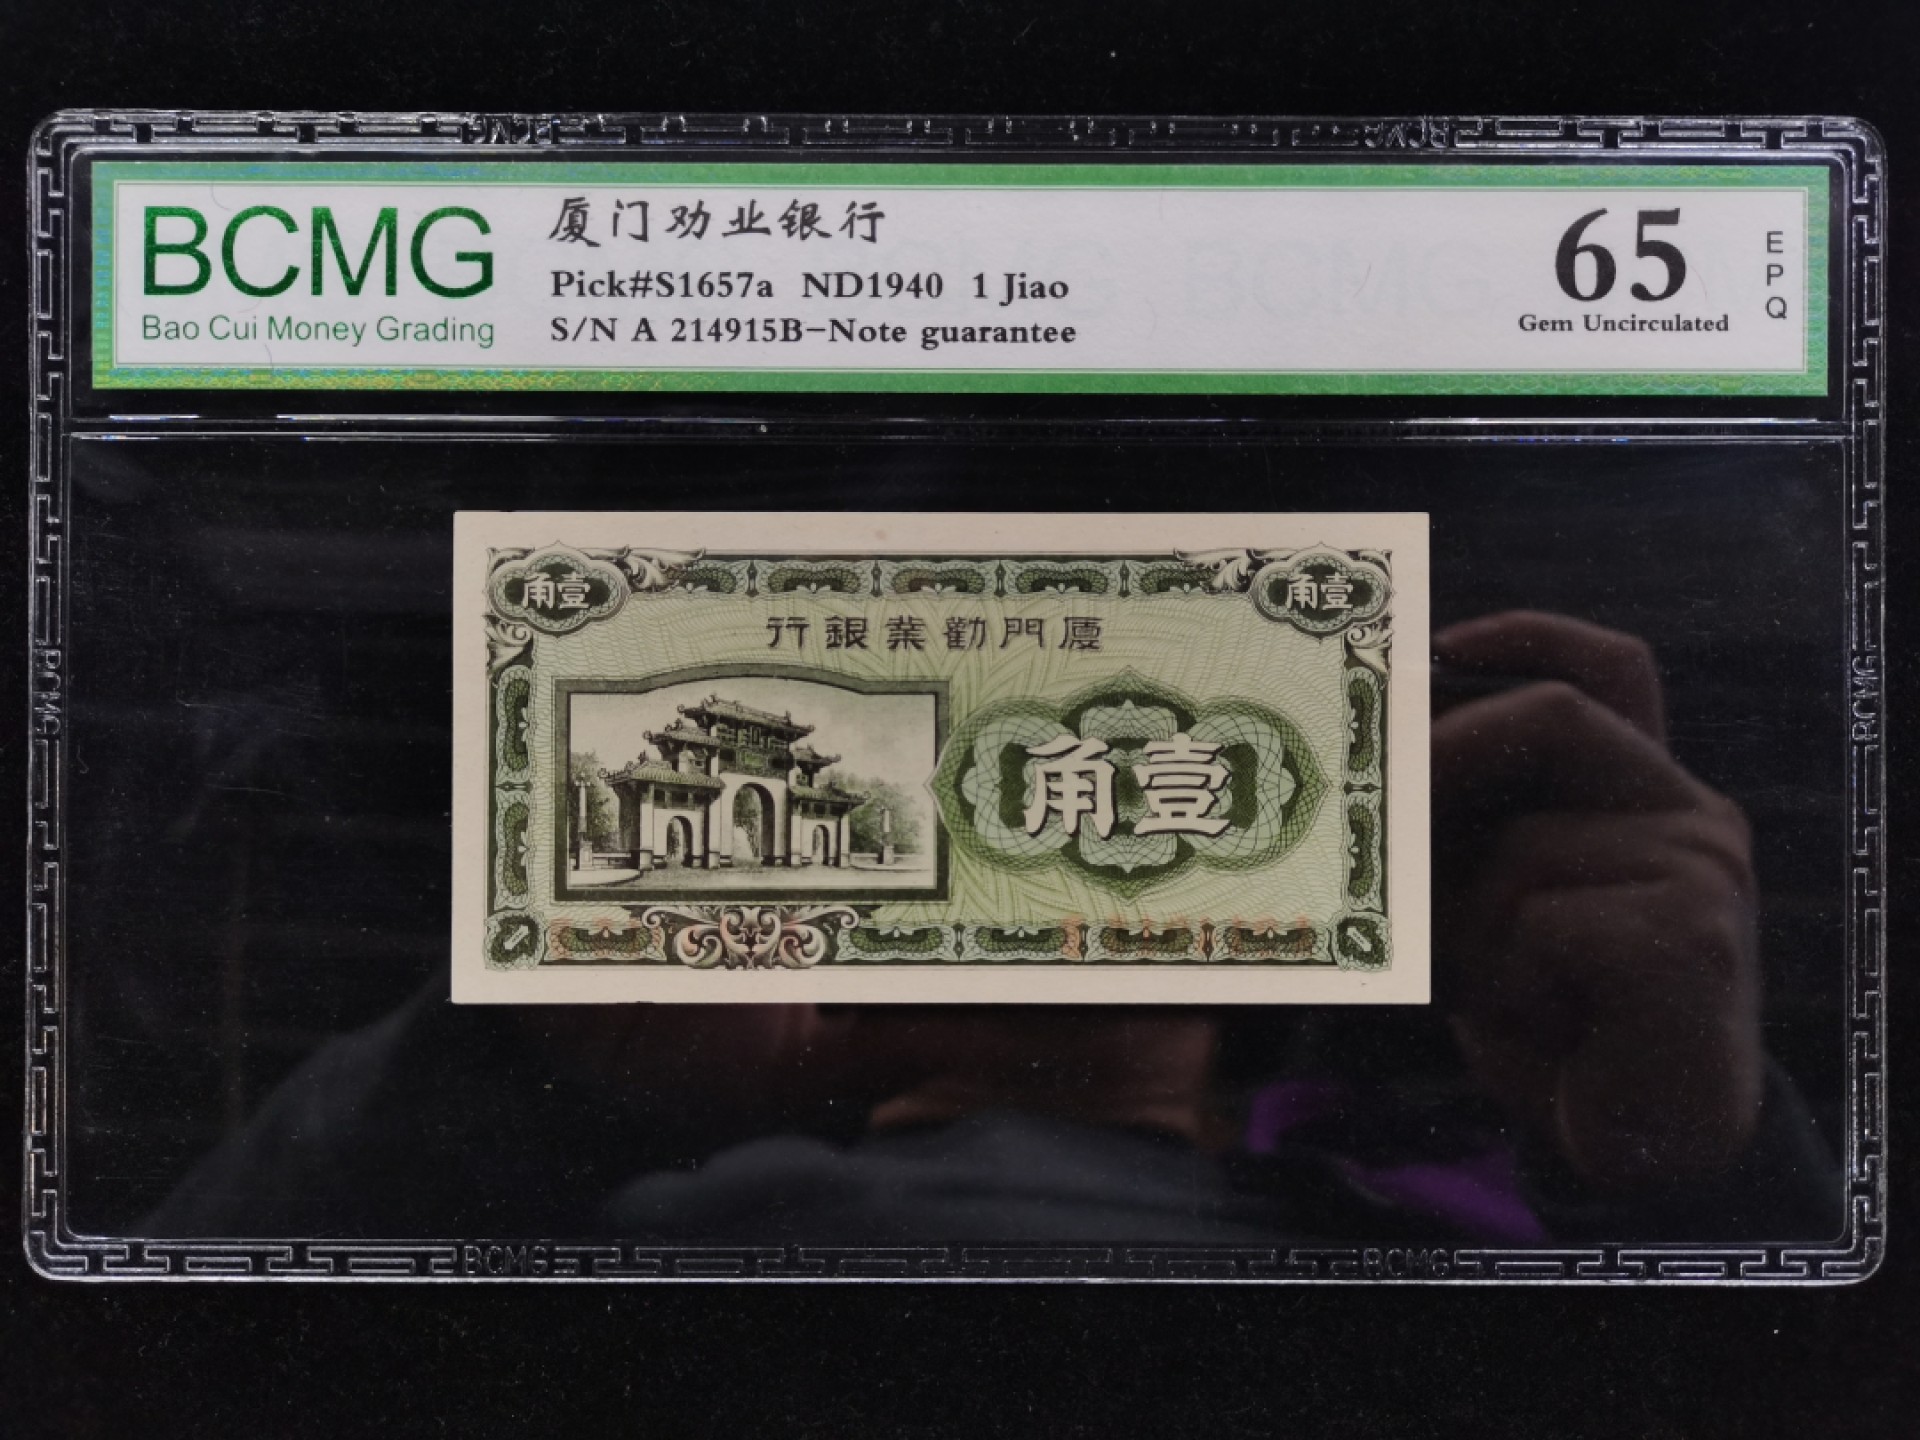 BCMG
Bao Cui Money Grading
厦门劝业银行
Pick#S1657a ND1940 1 Jiao
S/N A 214915B-Note guarantee
65
Gem Uncirculated
EPQ
角壹
角壹
行銀業勸門廈
角壹
BCMG
BCMG
BCMG
BCMG
BCMG
BCMG